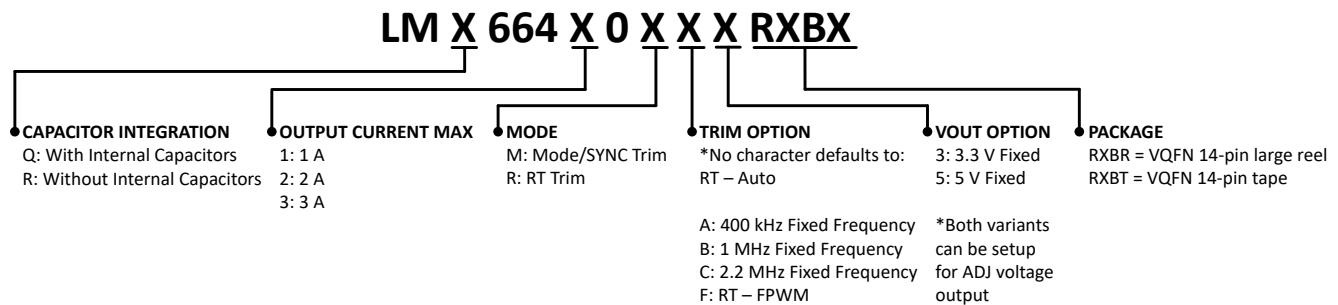 LM X 664 X 0 X X X RXBX
CAPACITOR INTEGRATION
Q: With Internal Capacitors
R: Without Internal Capacitors
OUTPUT CURRENT MAX
1: 1 A
2: 2 A
3: 3 A
MODE
M: Mode/SYNC Trim
R: RT Trim
TRIM OPTION
*No character defaults to:
RT – Auto
A: 400 kHz Fixed Frequency
B: 1 MHz Fixed Frequency
C: 2.2 MHz Fixed Frequency
F: RT – FPWM
VOUT OPTION
3: 3.3 V Fixed
5: 5 V Fixed
*Both variants
can be setup
for ADJ voltage
output
PACKAGE
RXBR = VQFN 14-pin large reel
RXBT = VQFN 14-pin tape